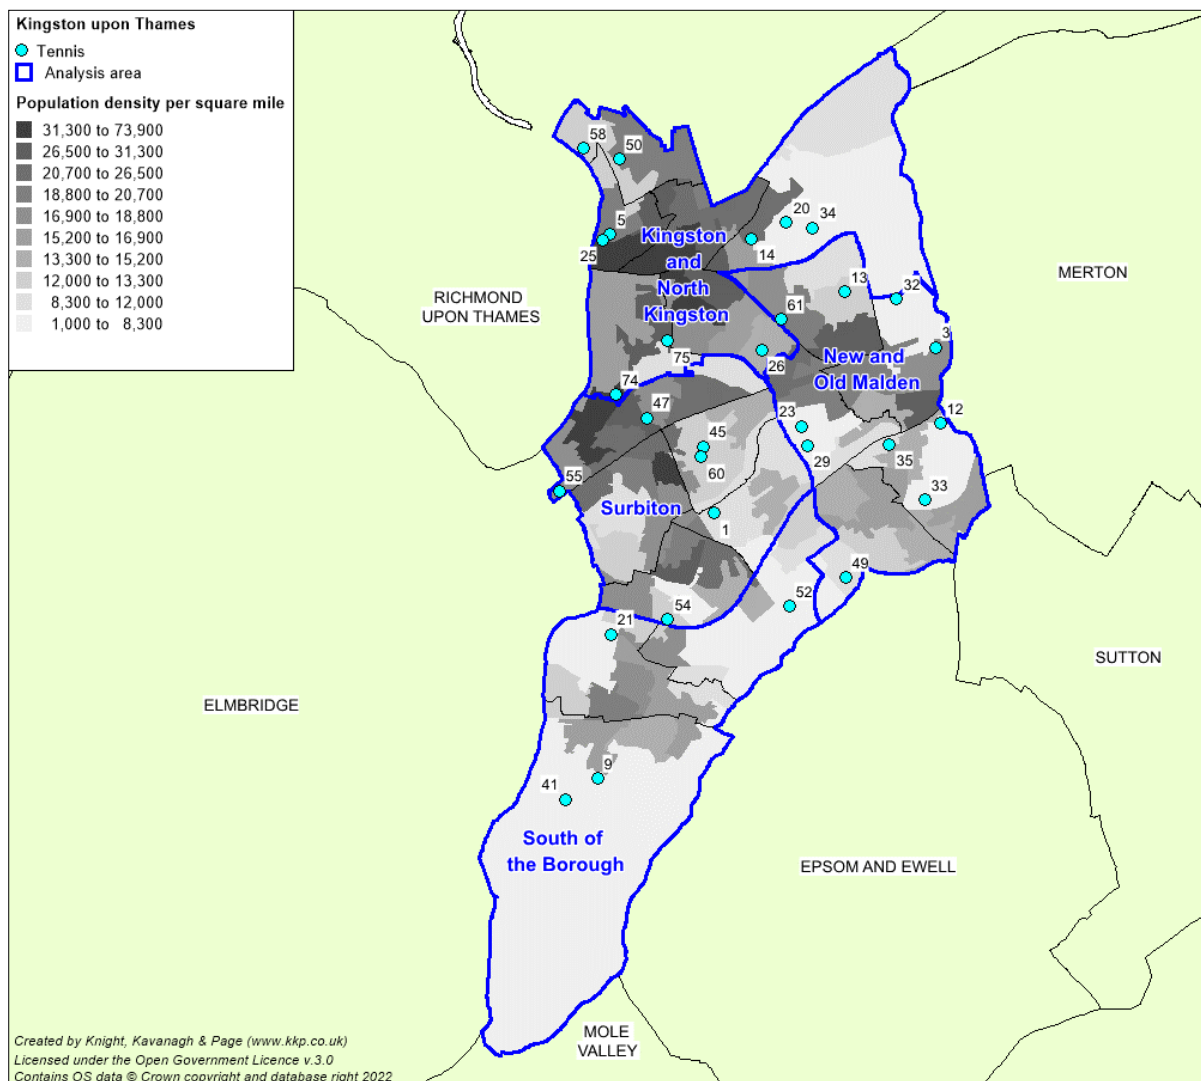 Kingston upon Thames
Tennis
Analysis area
Population density per square mile
31,300 to 73,900
26,500 to 31,300
20,700 to 26,500
18,800 to 20,700
16,900 to 18,800
15,200 to 16,900
13,300 to 15,200
12,000 to 13,300
8,300 to 12,000
1,000 to 8,300
58
50
5
25
20
34
14
Kingston
and
North
Kingston
MERTON
RICHMOND
UPON THAMES
13
32
61
3
75
26
New and
Old Malden
74
47
23
12
45
29
35
60
55
33
Surbiton
1
49
52
54
21
SUTTON
ELMBRIDGE
9
41
South of
the Borough
EPSOM AND EWELL
MOLE
VALLEY
Created by Knight, Kavanagh & Page (www.kkp.co.uk)
Licensed under the Open Government Licence v.3.0
Contains OS data © Crown copyright and database right 2022